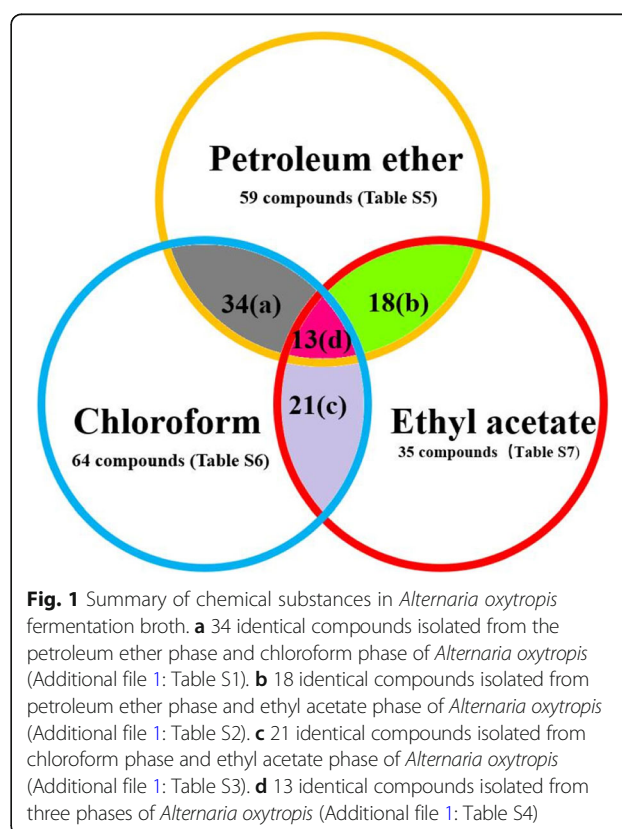 Petroleum ether
59 compounds (Table S5)
34(a)
18(b)
13(d)
21(c)
Chloroform
64 compounds (Table S6)
Ethyl acetate
35 compounds (Table S7)
Fig. 1 Summary of chemical substances in Alternaria oxytropis
fermentation broth. a 34 identical compounds isolated from the
petroleum ether phase and chloroform phase of Alternaria oxytropis
(Additional file 1: Table S1). b 18 identical compounds isolated from
petroleum ether phase and ethyl acetate phase of Alternaria oxytropis
(Additional file 1: Table S2). c 21 identical compounds isolated from
chloroform phase and ethyl acetate phase of Alternaria oxytropis
(Additional file 1: Table S3). d 13 identical compounds isolated from
three phases of Alternaria oxytropis (Additional file 1: Table S4)